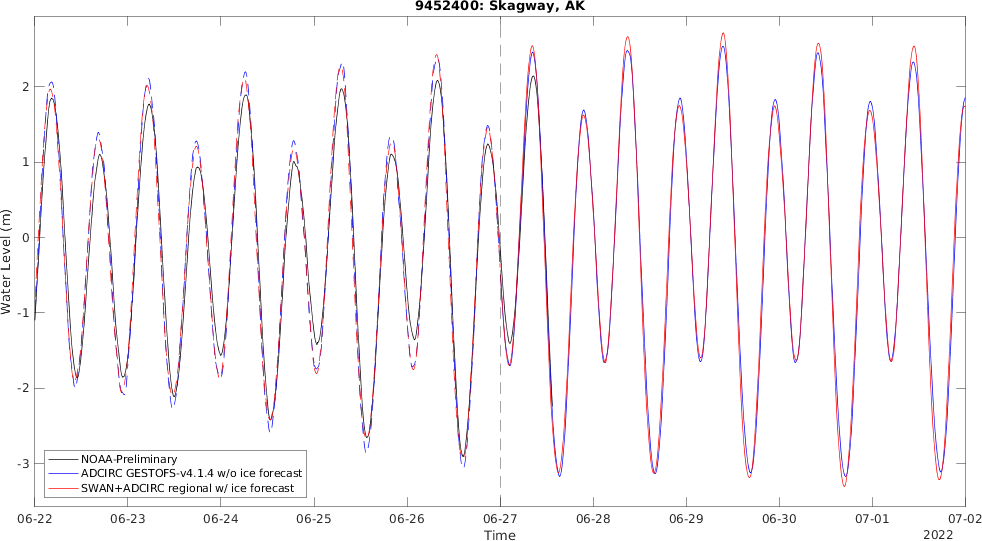 9452400: Skagway, AK
Water Level (m)
2
1
0
-1
-2
-3
NOAA-Preliminary
ADCIRC GESTOFS-v4.1.4 w/o ice forecast
SWAN+ADCIRC regional w/ ice forecast
06-22 06-23 06-24 06-25 06-26 06-27 06-28 06-29 06-30 07-01 07-02
Time
2022